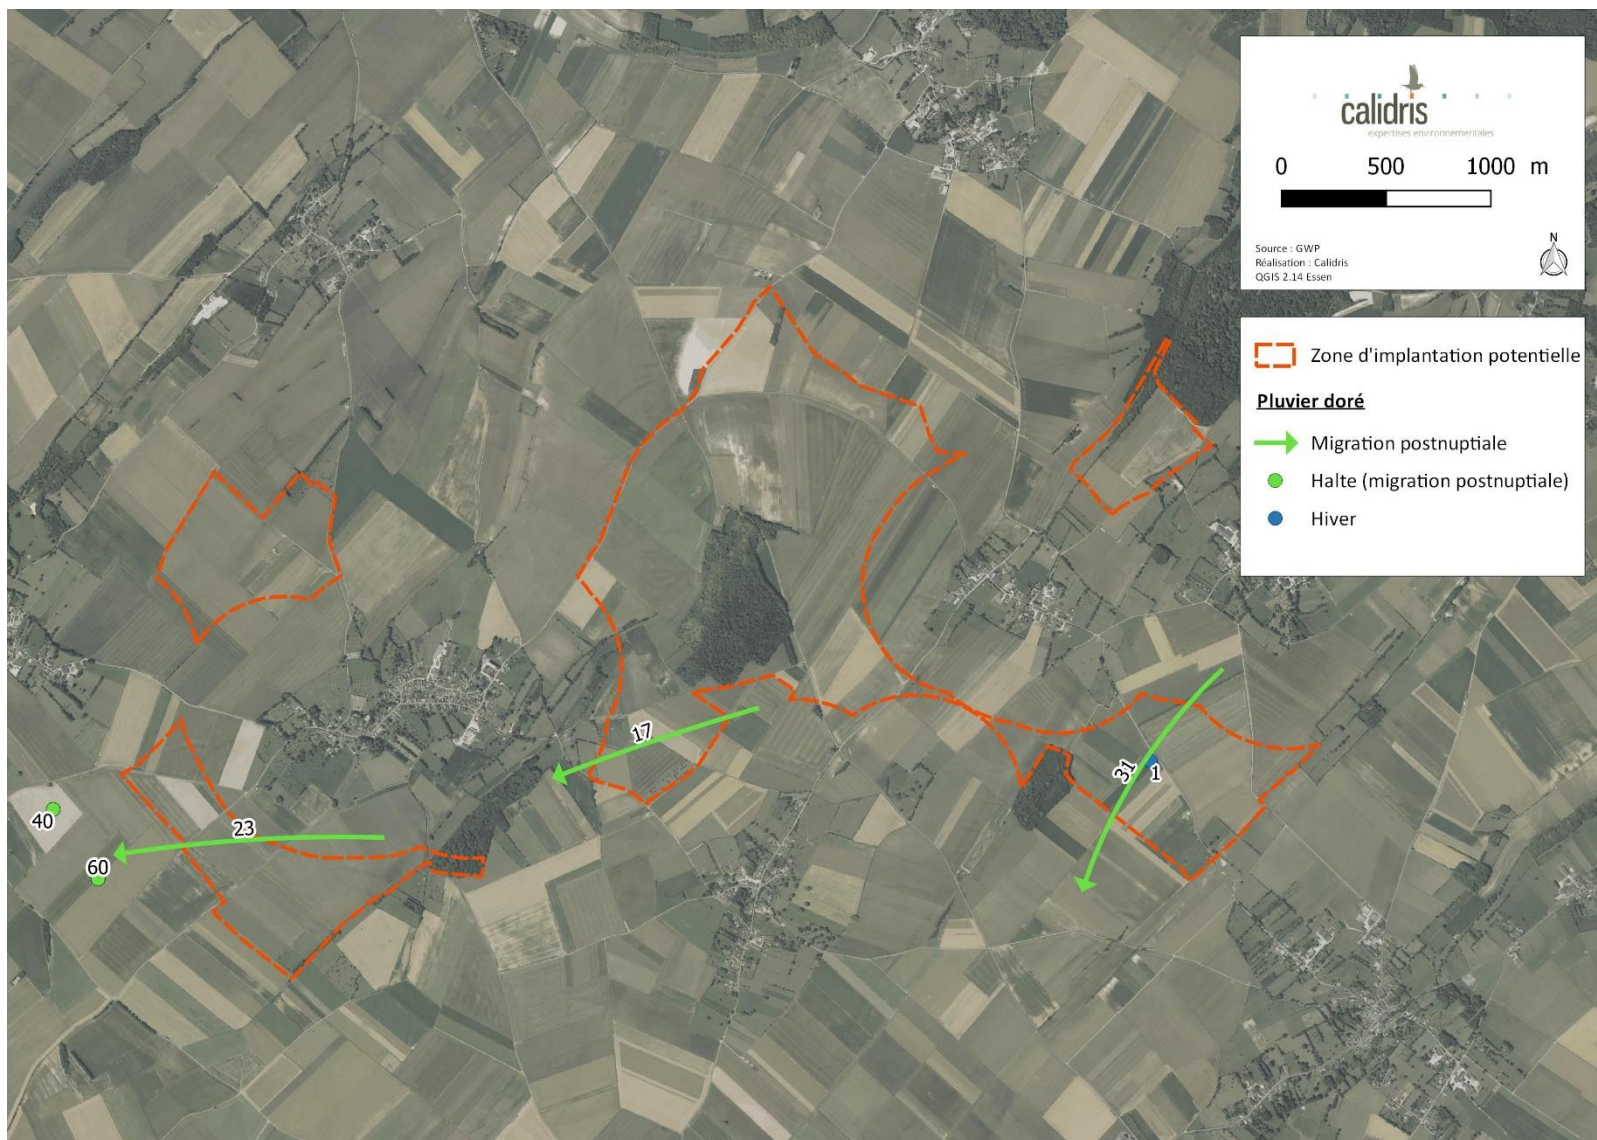 calidris
expertises environnementales
0 500 1000 m
Source : GWP
Réalisation : Calidris
QGIS 2.14 Essen
N
Zone d'implantation potentielle
Pluvier doré
Migration postnuptiale
Halte (migration postnuptiale)
Hiver
17
31
1
40
23
60